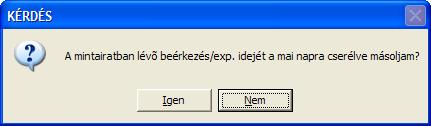 KÉRDÉS
A mintairatban lévő beérkezés/exp. idejét a mai napra cserélve másoljam?
Igen
Nem